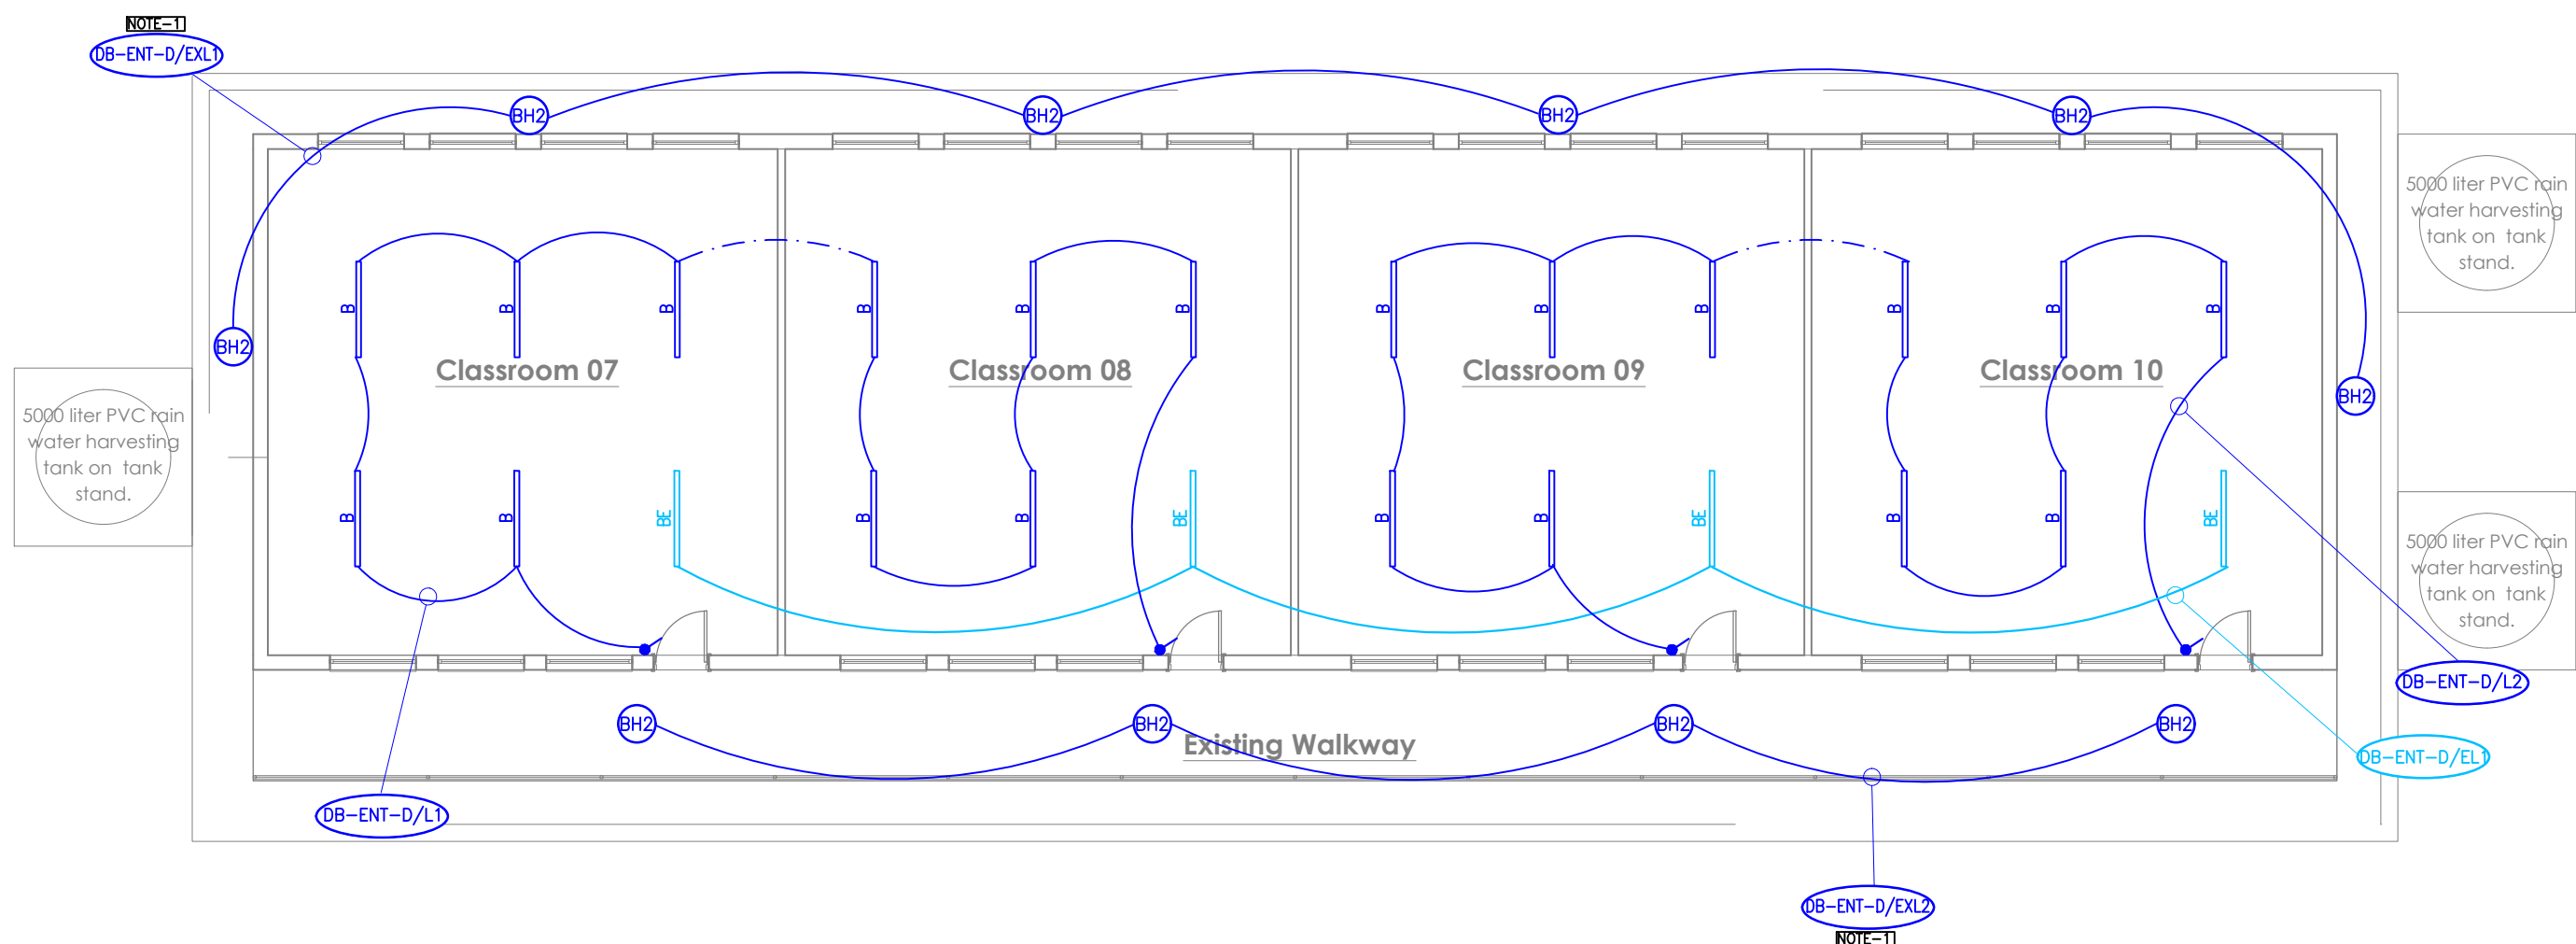 NOTE-1
DB-ENT-D/EXL1
BH2
BH2
BH2
BH2
BH2
BH2
5000 liter PVC rain
water harvesting
tank on tank
stand.
5000 liter PVC rain
water harvesting
tank on tank
stand.
5000 liter PVC rain
water harvesting
tank on tank
stand.
B
B
B
B
B
B
B
B
B
B
B
B
Classroom 07
Classroom 08
Classroom 09
Classroom 10
B
B
BE
B
B
BE
B
B
BE
B
B
BE
DB-ENT-D/L2
BH2
BH2
BH2
BH2
Existing Walkway
DB-ENT-D/EL1
DB-ENT-D/L1
DB-ENT-D/EXL2
NOTE-1